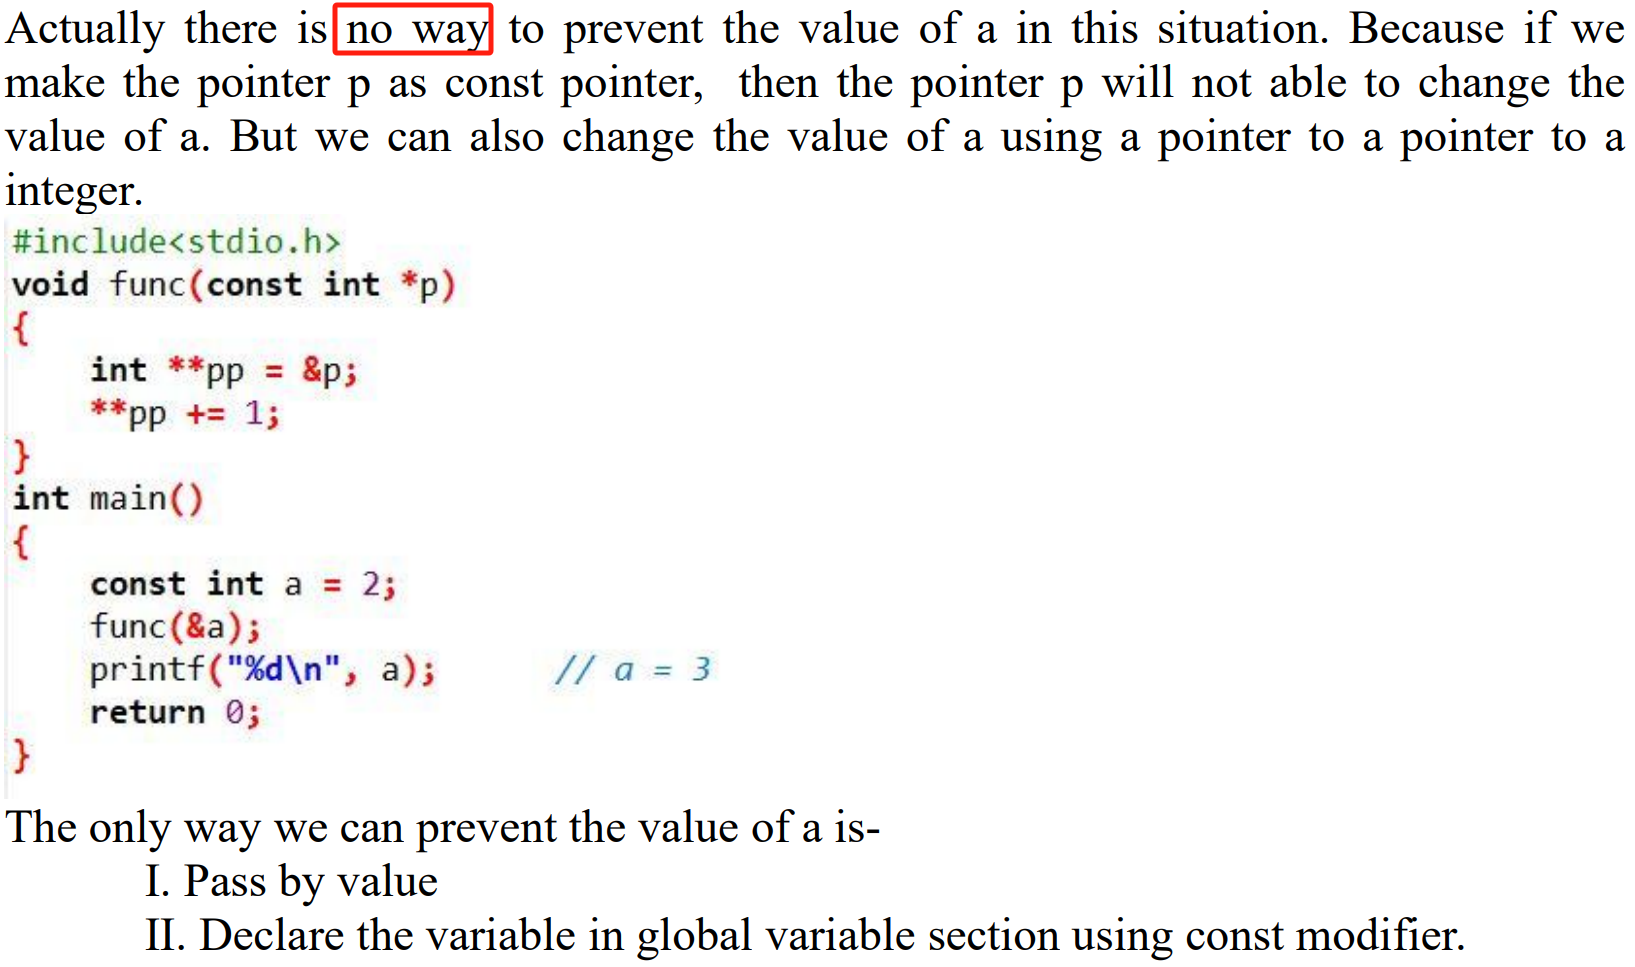 Actually there is no way to prevent the value of a in this situation. Because if we
make the pointer p as const pointer, then the pointer p will not able to change the
value of a. But we can also change the value of a using a pointer to a pointer to a
integer.
#include<stdio.h>
void func(const int *p)
{
    int **pp = &p;
    **pp += 1;
}
int main()
{
    const int a = 2;
    func(&a);
    printf("%d\n", a);      // a = 3
    return 0;
}
The only way we can prevent the value of a is-
I. Pass by value
II. Declare the variable in global variable section using const modifier.